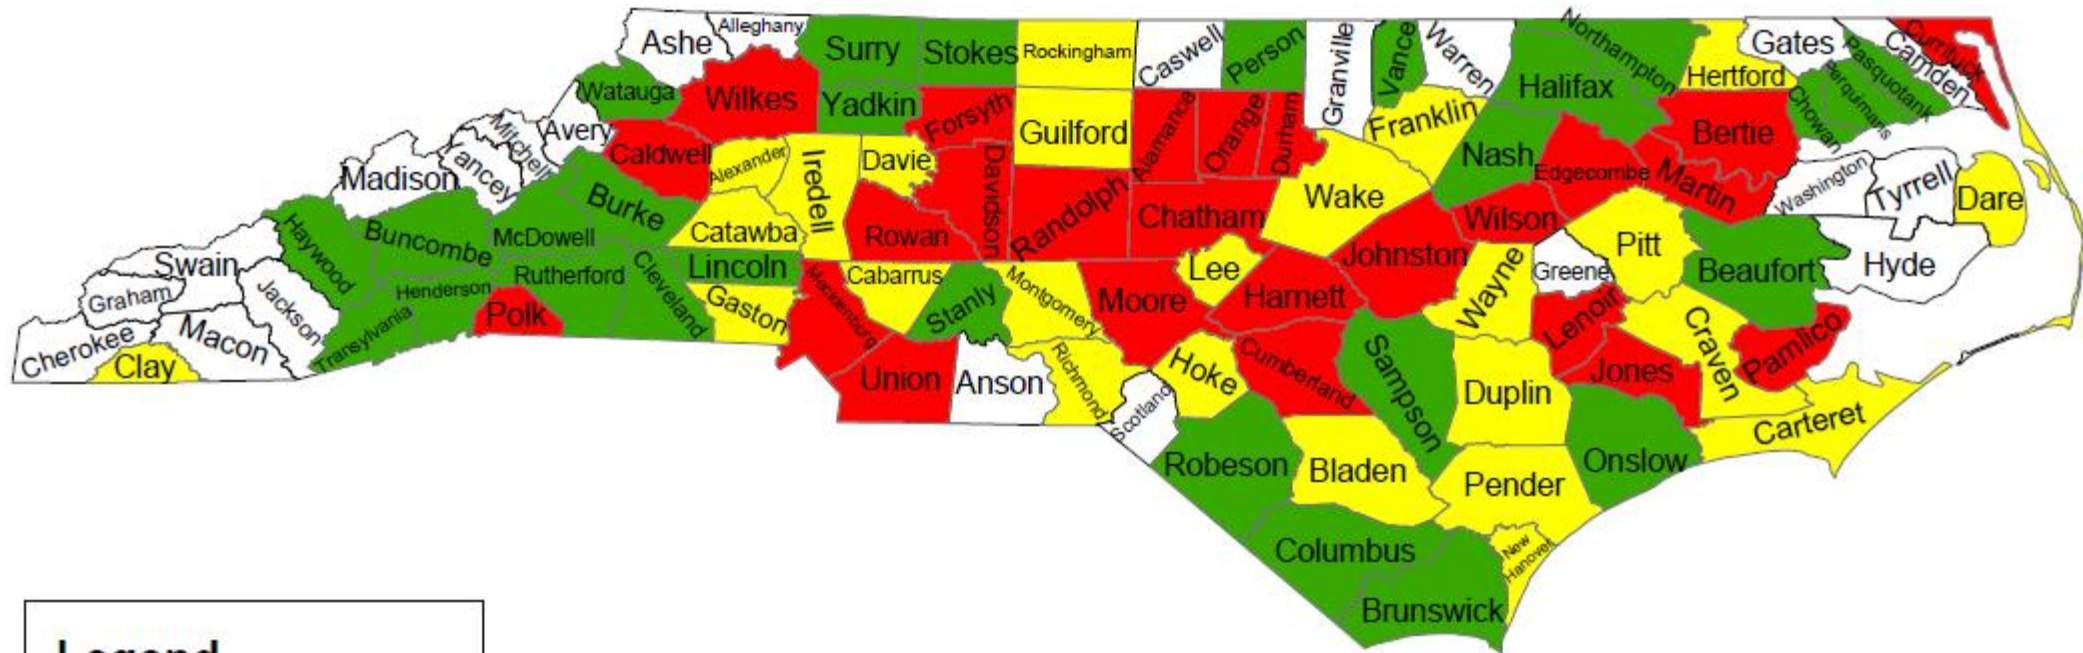 Ashe
Alleghany
Surry
Stokes
Rockingham
Caswell
Person
Granville
Vance
Warren
Northampton
Halifax
Hertford
Gates
Pasquotank
Camden
Currituck
Perquimans
Chowan
Watauga
Wilkes
Yadkin
Forsyth
Guilford
Alamance
Orange
Durham
Franklin
Nash
Edgecombe
Bertie
Martin
Washington
Tyrrell
Dare
Avery
Mitchell
Yancey
Madison
Caldwell
Alexander
Iredell
Davie
Davidson
Randolph
Chatham
Wake
Johnston
Wilson
Pitt
Beaufort
Hyde
Haywood
Buncombe
McDowell
Burke
Catawba
Rowan
Lee
Harnett
Wayne
Greene
Swain
Graham
Jackson
Henderson
Rutherford
Cleveland
Lincoln
Gaston
Mecklenburg
Cabarrus
Stanly
Montgomery
Moore
Lenoir
Craven
Pamlico
Cherokee
Clay
Macon
Transylvania
Polk
Union
Anson
Richmond
Scotland
Hoke
Cumberland
Sampson
Duplin
Jones
Carteret
Robeson
Bladen
Pender
Onslow
Columbus
Brunswick
New
Hanover
Legend